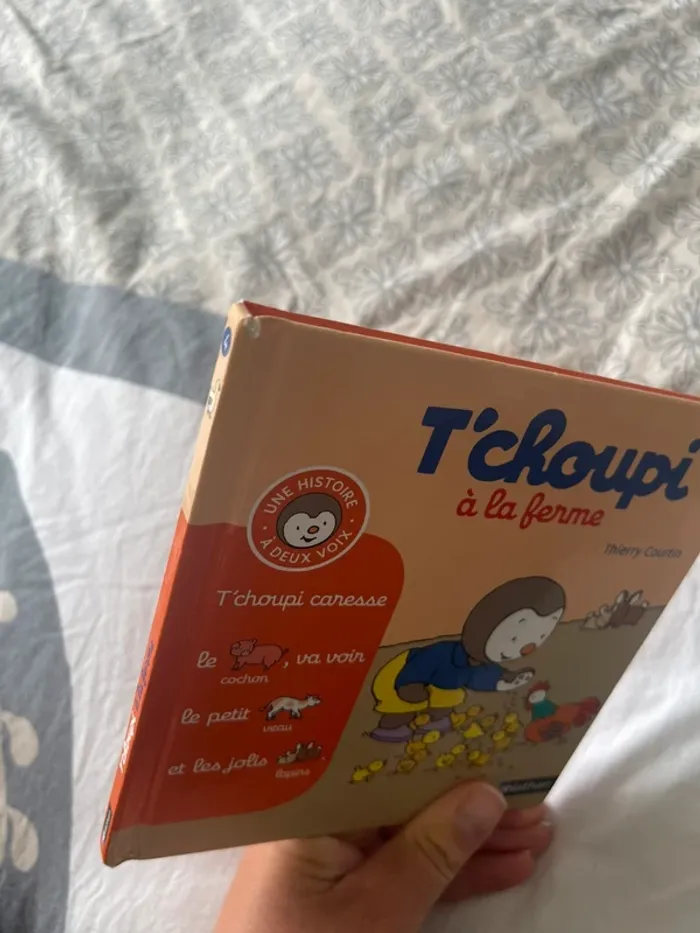 T'choupi
à la ferme
Thierry Courtin
UNE HISTOIRE
À DEUX VOIX
T'choupi caresse
le , va voir
cochon
le petit
veau
et les jolis .
lapins